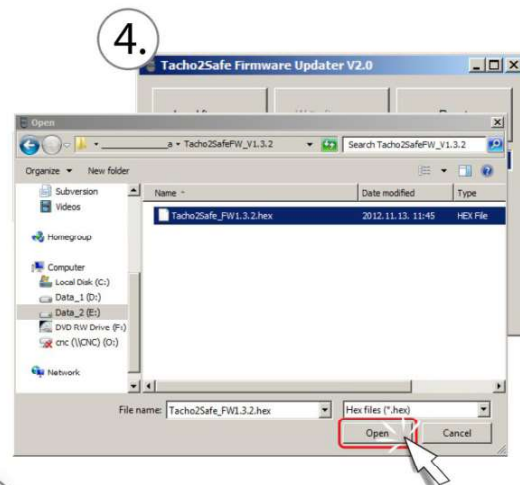 4.
Tacho2Safe Firmware Updater V2.0
Open
a ▸ Tacho2SafeFW_V1.3.2
Search Tacho2SafeFW_V1.3.2
Organize
New folder
Subversion
Videos
Homegroup
Computer
Local Disk (C:)
Data_1 (D:)
Data_2 (E:)
DVD RW Drive (F:)
cnc (\\CNC) (O:)
Network
Name
Date modified
Type
Tacho2Safe_FW1.3.2.hex
2012.11.13. 11:45
HEX File
File name:
Tacho2Safe_FW1.3.2.hex
Hex files (*.hex)
Open
Cancel